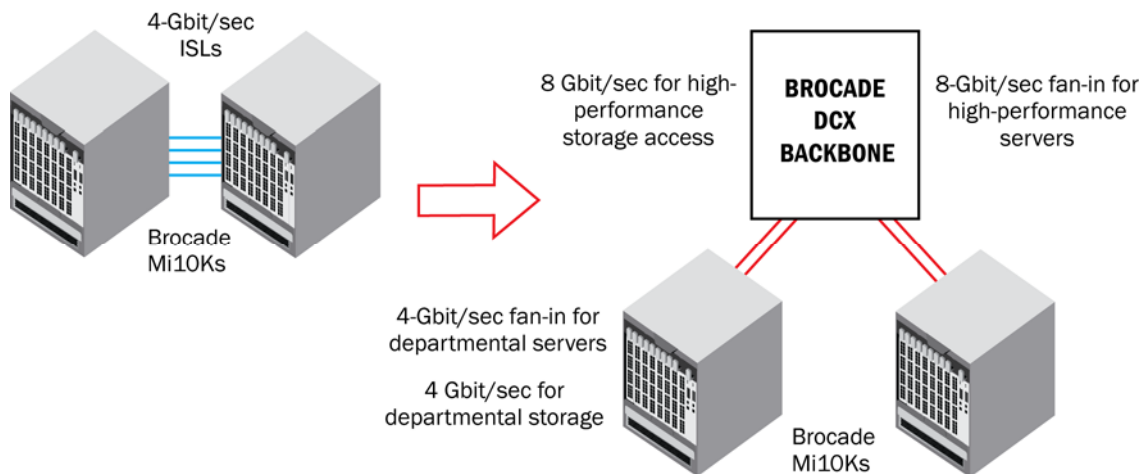 4-Gbit/sec
ISLs
Brocade
Mi10Ks
8 Gbit/sec for high-
performance
storage access
BROCADE
DCX
BACKBONE
8-Gbit/sec fan-in for
high-performance
servers
4-Gbit/sec fan-in for
departmental servers
4 Gbit/sec for
departmental storage
Brocade
Mi10Ks